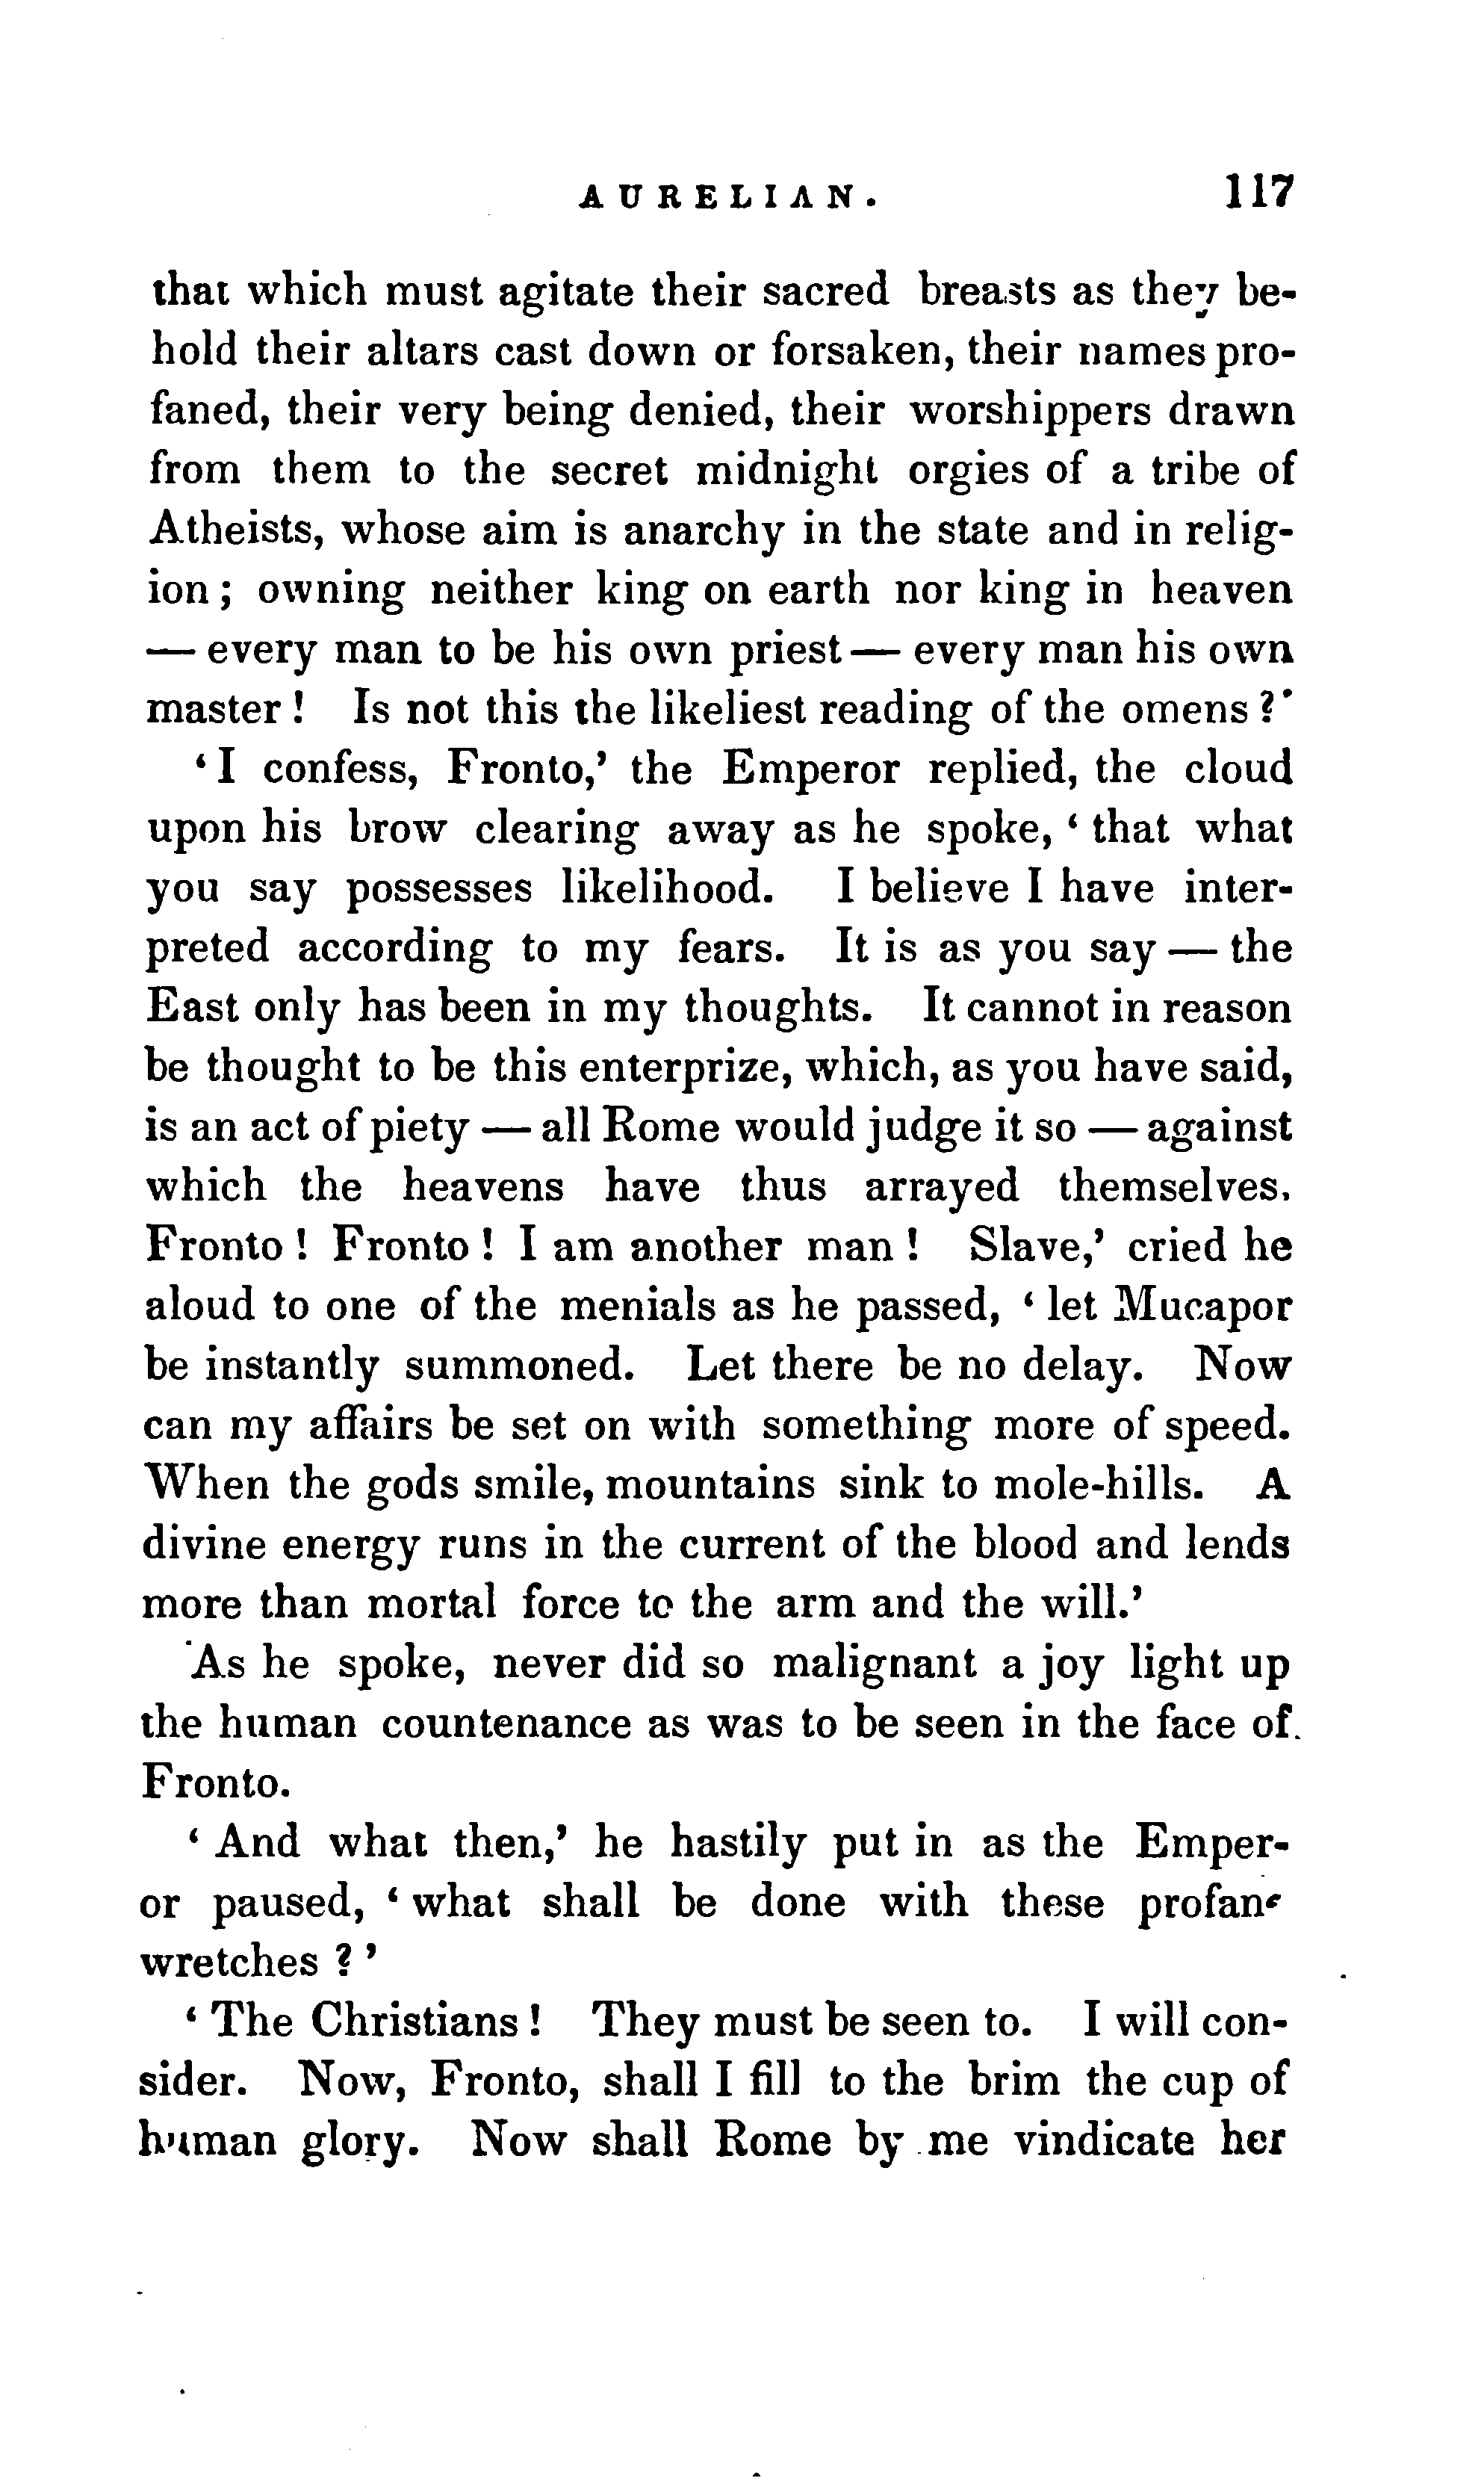 AURELIAN. 117
that which must agitate their sacred breasts as they be-
hold their altars cast down or forsaken, their names pro-
faned, their very being denied, their worshippers drawn
from them to the secret midnight orgies of a tribe of
Atheists, whose aim is anarchy in the state and in relig-
ion; owning neither king on earth nor king in heaven
— every man to be his own priest — every man his own
master! Is not this the likeliest reading of the omens?'
'I confess, Fronto,' the Emperor replied, the cloud
upon his brow clearing away as he spoke, 'that what
you say possesses likelihood. I believe I have inter-
preted according to my fears. It is as you say — the
East only has been in my thoughts. It cannot in reason
be thought to be this enterprize, which, as you have said,
is an act of piety — all Rome would judge it so — against
which the heavens have thus arrayed themselves.
Fronto! Fronto! I am another man! Slave,' cried he
aloud to one of the menials as he passed, 'let Mucapor
be instantly summoned. Let there be no delay. Now
can my affairs be set on with something more of speed.
When the gods smile, mountains sink to mole-hills. A
divine energy runs in the current of the blood and lends
more than mortal force to the arm and the will.'
As he spoke, never did so malignant a joy light up
the human countenance as was to be seen in the face of
Fronto.
'And what then,' he hastily put in as the Emper-
or paused, 'what shall be done with these profane
wretches?'
'The Christians! They must be seen to. I will con-
sider. Now, Fronto, shall I fill to the brim the cup of
human glory. Now shall Rome by me vindicate her